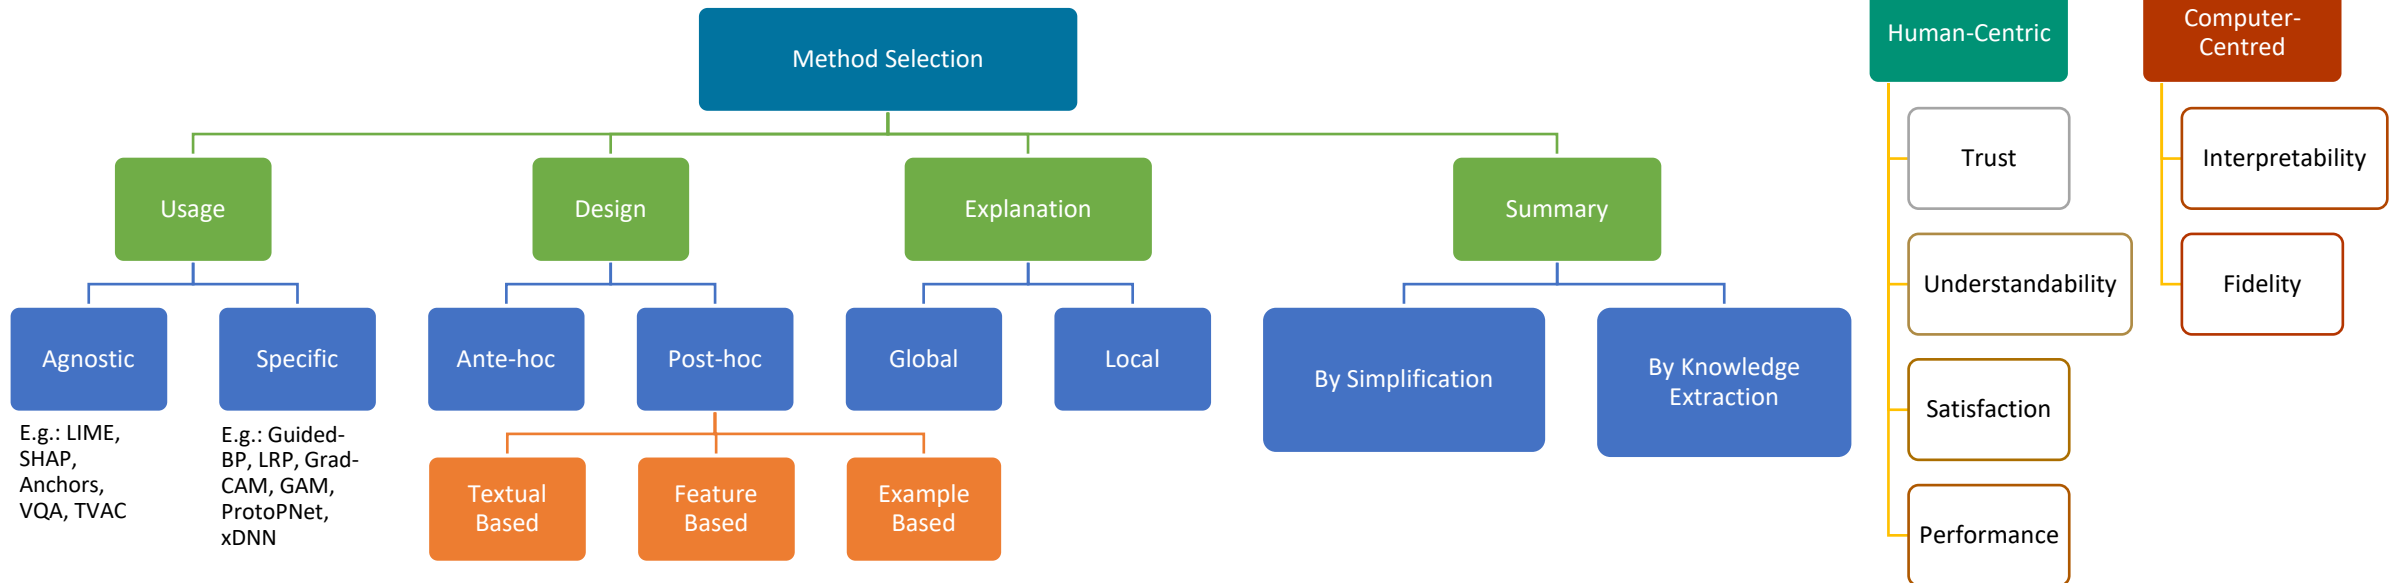 Method Selection
Human-Centric
Computer-
Centred
Usage
Design
Explanation
Summary
Trust
Interpretability
Understandability
Fidelity
Agnostic
Specific
Ante-hoc
Post-hoc
Global
Local
By Simplification
By Knowledge
Extraction
Satisfaction
Performance
E.g.: LIME,
SHAP,
Anchors,
VQA, TVAC
E.g.: Guided-
BP, LRP, Grad-
CAM, GAM,
ProtoPNet,
xDNN
Textual
Based
Feature
Based
Example
Based